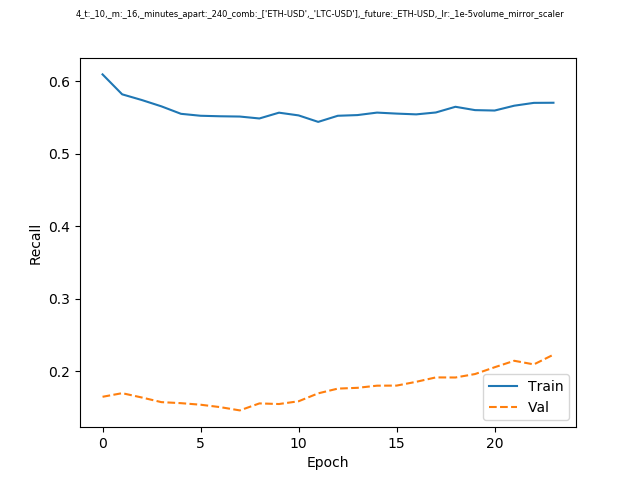 4_t:_10,_m:_16,_minutes_apart:_240_comb:_['ETH-USD',_'LTC-USD'],_future:_ETH-USD,_lr:_1e-5volume_mirror_scaler
0.6
0.5
0.4
0.3
0.2
Recall
0 5 10 15 20
Epoch
Train
Val